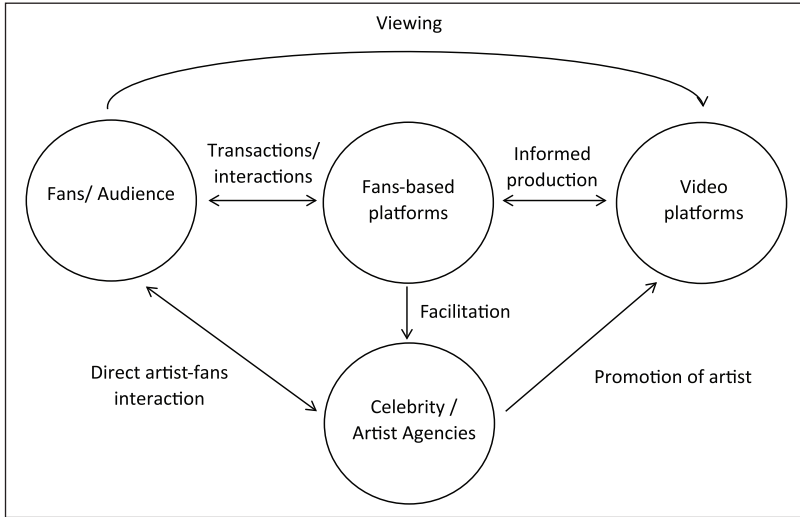 Viewing
Transactions/
interactions
Informed
production
Fans/ Audience
Fans-based
platforms
Video
platforms
Facilitation
Direct artist-fans
interaction
Promotion of artist
Celebrity /
Artist Agencies